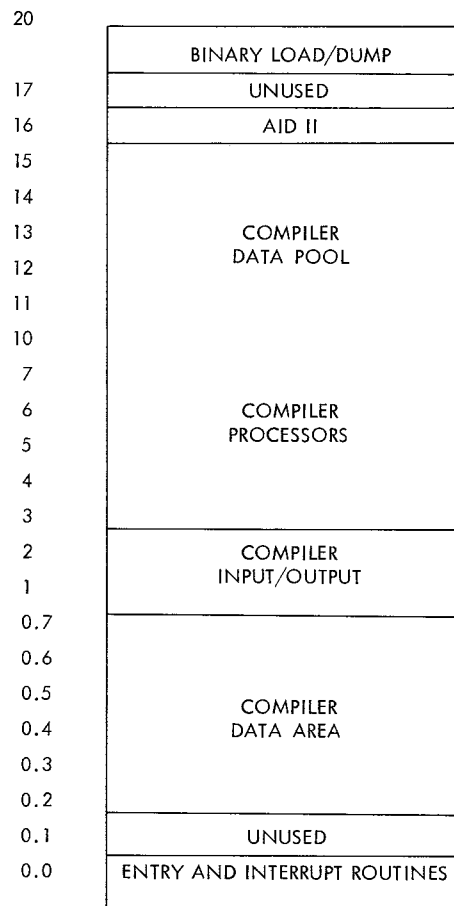 20
BINARY LOAD/DUMP
17 UNUSED
16 AID II
15
14
13 COMPILER
12 DATA POOL
11
10
7
6 COMPILER
5 PROCESSORS
4
3
2 COMPILER
1 INPUT/OUTPUT
0.7
0.6
0.5 COMPILER
0.4 DATA AREA
0.3
0.2
0.1 UNUSED
0.0 ENTRY AND INTERRUPT ROUTINES